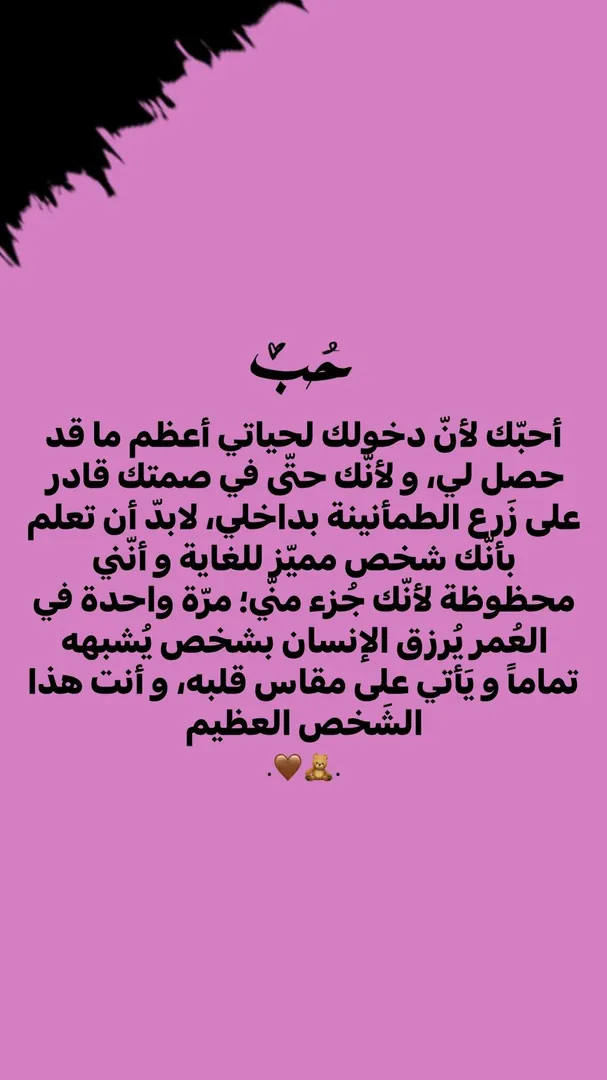 حُبّ
أحبّك لأنّ دخولك لحياتي أعظم ما قد
حصل لي، و لأنّك حتّى في صمتك قادر
على زَرع الطمأنينة بداخلي، لابدّ أن تعلم
بأنّك شخص مميّز للغاية و أنّني
محظوظة لأنّك جُزء منّي؛ مرّة واحدة في
العُمر يُرزق الإنسان بشخص يُشبهه
تماماً و يَأتي على مقاس قلبه، و أنت هذا
الشَخص العظيم
.🧸🤎.